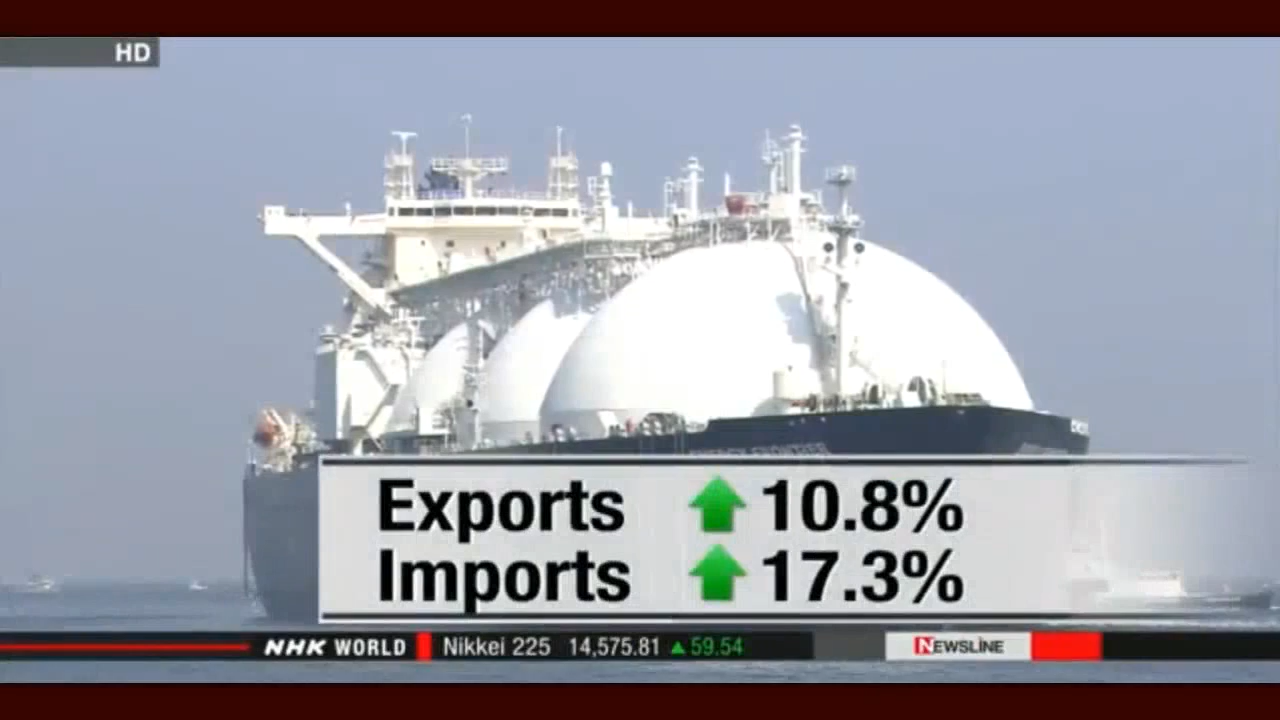 HD
Exports 10.8%
Imports 17.3%
NHK WORLD Nikkei 225 14,575.81 ▲59.54 NEWSLINE